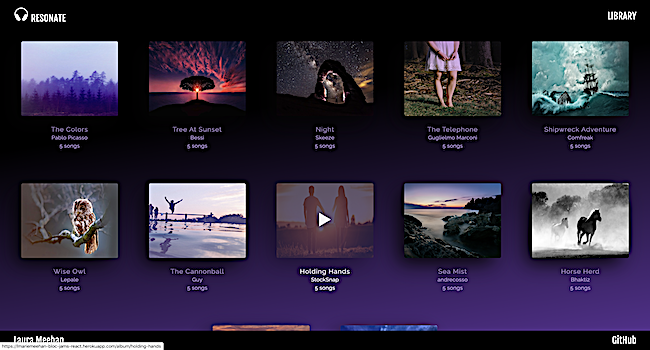 RESONATE
LIBRARY
The Colors
Pablo Picasso
5 songs
Tree At Sunset
Bessi
5 songs
Night
Skeeze
5 songs
The Telephone
Guglielmo Marconi
5 songs
Shipwreck Adventure
Comfreak
5 songs
Wise Owl
Lepale
5 songs
The Cannonball
Guy
5 songs
Holding Hands
StockSnap
5 songs
Sea Mist
andrecosso
5 songs
Horse Herd
Bhaktiz
5 songs
Laura Meehan
GitHub
https://lmariemeehan-bloc-jams-react.herokuapp.com/album/holding-hands